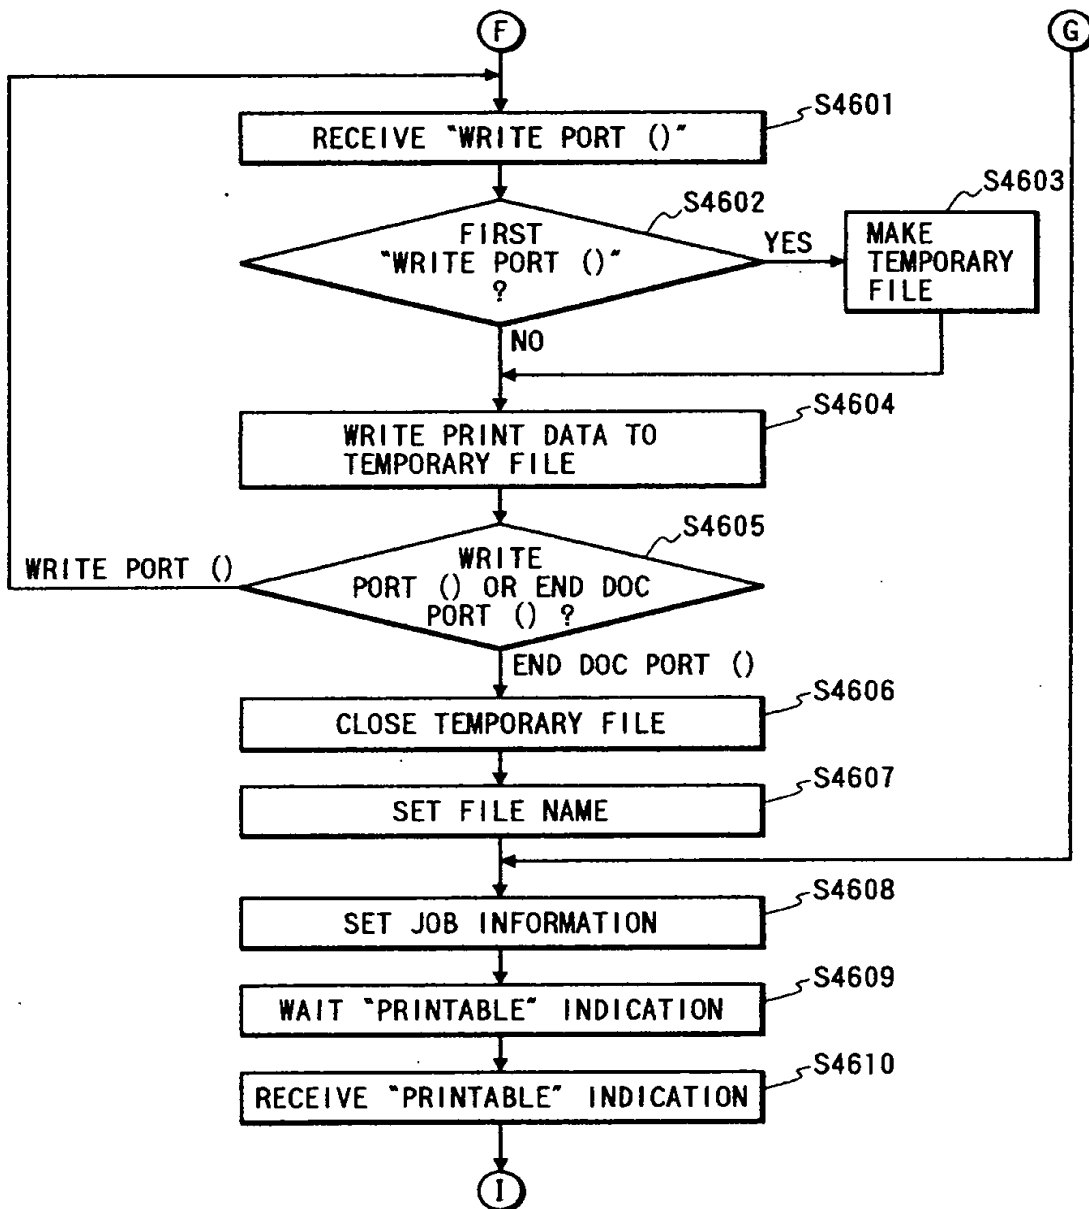 F
G
S4601
RECEIVE "WRITE PORT ()"
S4602
S4603
FIRST
"WRITE PORT ()"
?
YES
MAKE
TEMPORARY
FILE
NO
S4604
WRITE PRINT DATA TO
TEMPORARY FILE
S4605
WRITE PORT ()
WRITE
PORT () OR END DOC
PORT () ?
END DOC PORT ()
S4606
CLOSE TEMPORARY FILE
S4607
SET FILE NAME
S4608
SET JOB INFORMATION
S4609
WAIT "PRINTABLE" INDICATION
S4610
RECEIVE "PRINTABLE" INDICATION
I